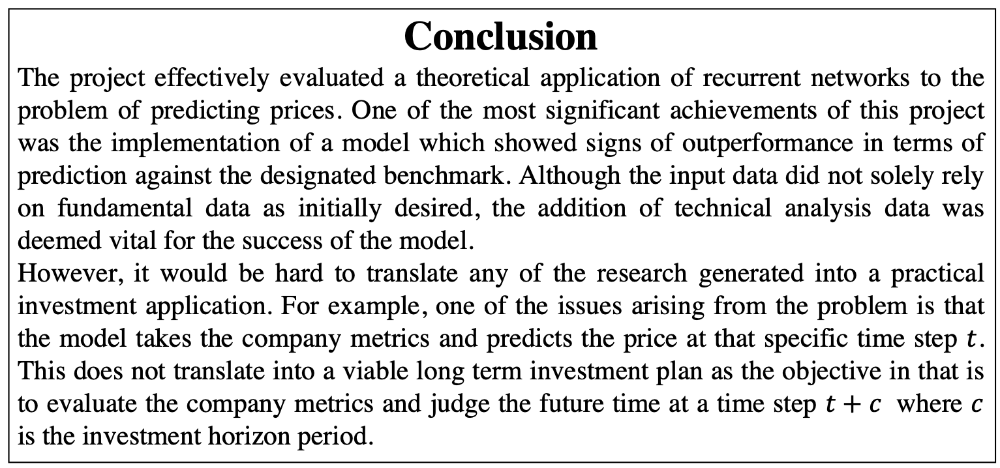 Conclusion
The project effectively evaluated a theoretical application of recurrent networks to the
problem of predicting prices. One of the most significant achievements of this project
was the implementation of a model which showed signs of outperformance in terms of
prediction against the designated benchmark. Although the input data did not solely rely
on fundamental data as initially desired, the addition of technical analysis data was
deemed vital for the success of the model.
However, it would be hard to translate any of the research generated into a practical
investment application. For example, one of the issues arising from the problem is that
the model takes the company metrics and predicts the price at that specific time step t.
This does not translate into a viable long term investment plan as the objective in that is
to evaluate the company metrics and judge the future time at a time step t + c where c
is the investment horizon period.